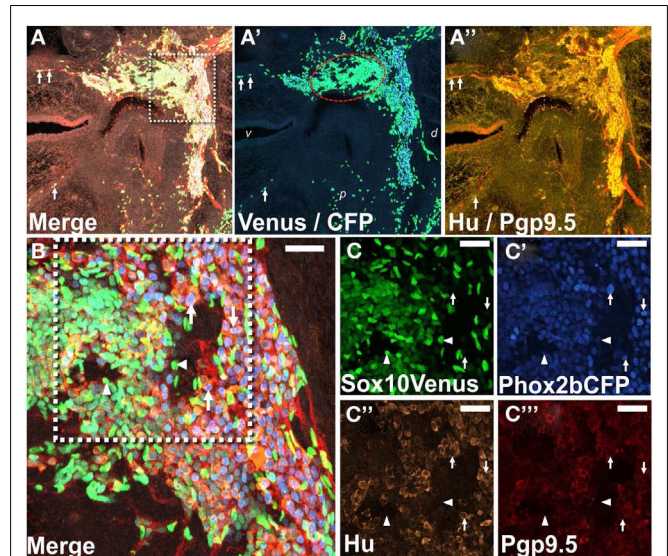 A
A'
A''
a
v
d
p
Merge
Venus / CFP
Hu / Pgp9.5
B
C
C'
Sox10Venus
Phox2bCFP
C''
C'''
Merge
Hu
Pgp9.5